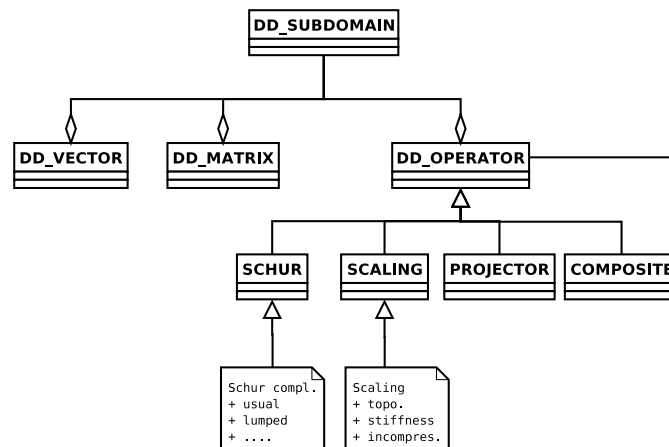 DD_SUBDOMAIN
DD_VECTOR
DD_MATRIX
DD_OPERATOR
SCHUR
SCALING
PROJECTOR
COMPOSITE
Schur compl.
+ usual
+ lumped
+ ....
Scaling
+ topo.
+ stiffness
+ incompres.